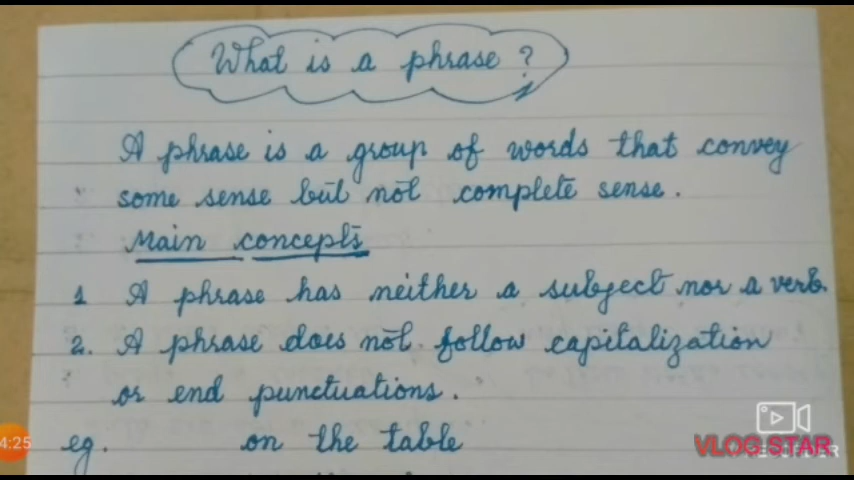 What is a phrase ?
A phrase is a group of words that convey
some sense but not complete sense.
Main concepts
1 A phrase has neither a subject nor a verb.
2. A phrase does not follow capitalization
or end punctuations.
eg. on the table
4:25
VLOG STAR
RECORDER